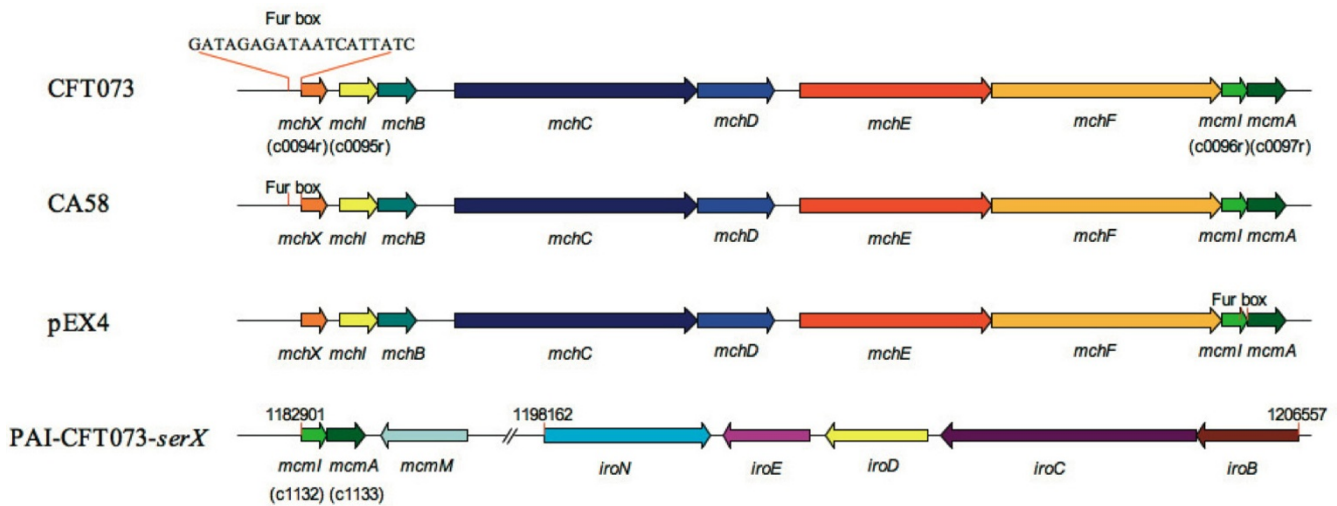 Fur box
GATAGAGATAATCATTATC
CFT073
mchX mchI mchB mchC mchD mchE mchF mcmI mcmA
(c0094r) (c0095r) (c0096r) (c0097r)
Fur box
CA58
mchX mchI mchB mchC mchD mchE mchF mcmI mcmA
Fur box
pEX4
mchX mchI mchB mchC mchD mchE mchF mcmI mcmA
1182901 1198162 1206557
PAI-CFT073-serX
mcmI mcmA mcmM iroN iroE iroD iroC iroB
(c1132) (c1133)